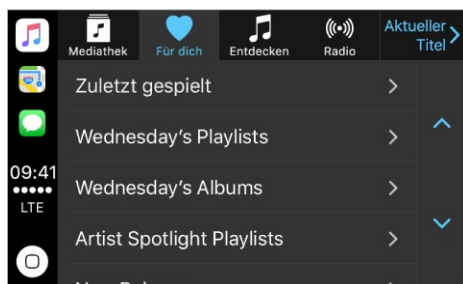 Mediathek
Für dich
Entdecken
Radio
Aktueller
Titel
Zuletzt gespielt
Wednesday's Playlists
Wednesday's Albums
09:41
LTE
Artist Spotlight Playlists